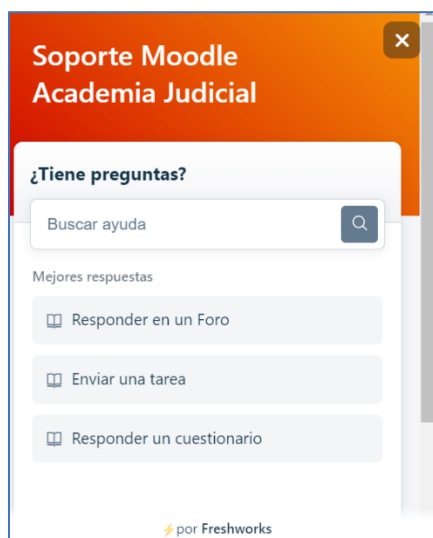 Soporte Moodle
Academia Judicial
¿Tiene preguntas?
Buscar ayuda
Mejores respuestas
Responder en un Foro
Enviar una tarea
Responder un cuestionario
por Freshworks